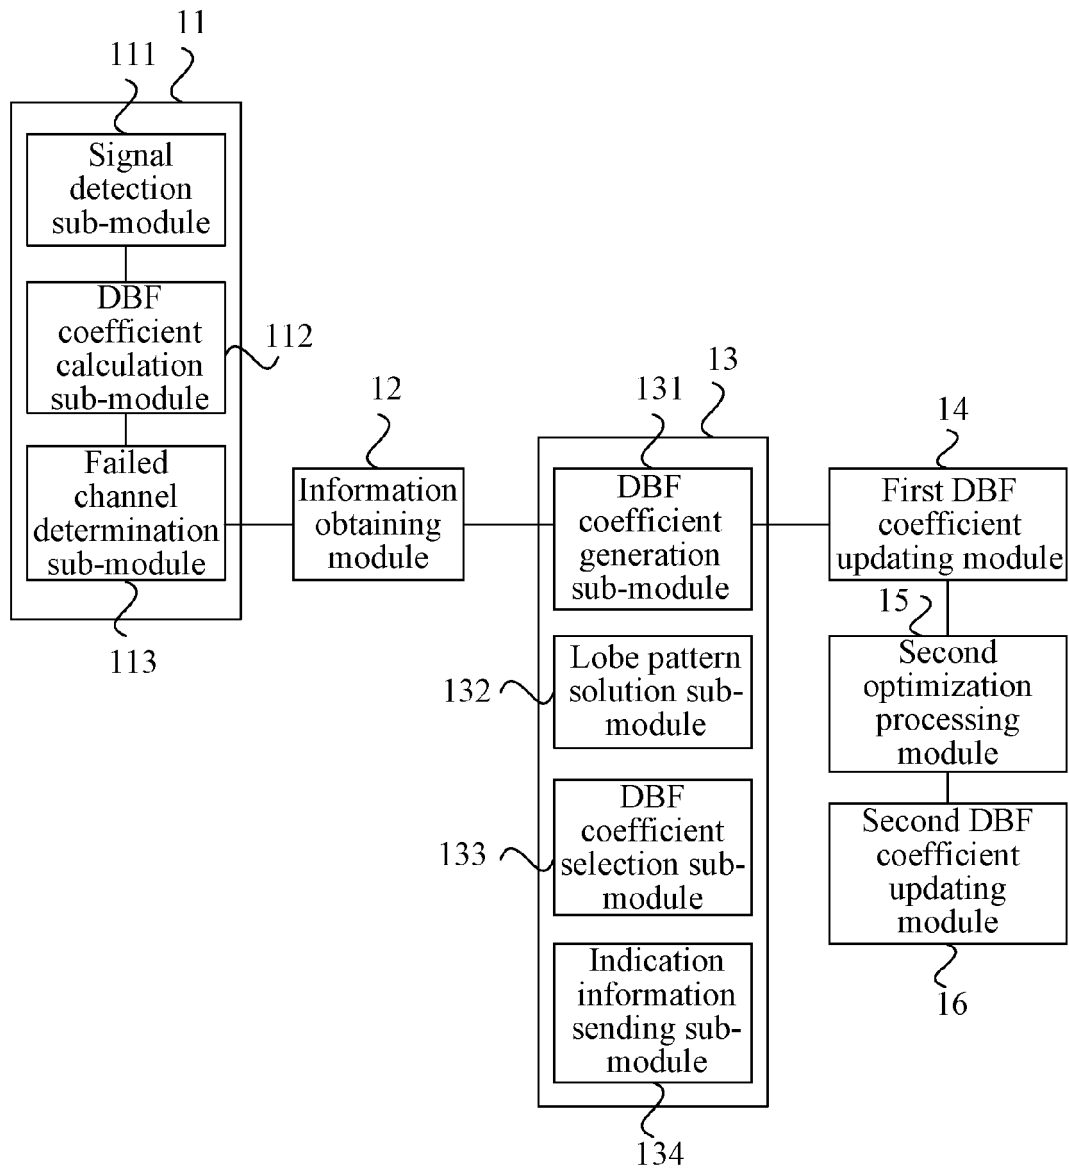 11
111
Signal
detection
sub-module
DBF
coefficient
calculation
sub-module
112
Failed
channel
determination
sub-module
113
12
Information
obtaining
module
13
131
DBF
coefficient
generation
sub-module
132
Lobe pattern
solution sub-
module
133
DBF
coefficient
selection sub-
module
Indication
information
sending sub-
module
134
14
First DBF
coefficient
updating module
15
Second
optimization
processing
module
Second DBF
coefficient
updating
module
16